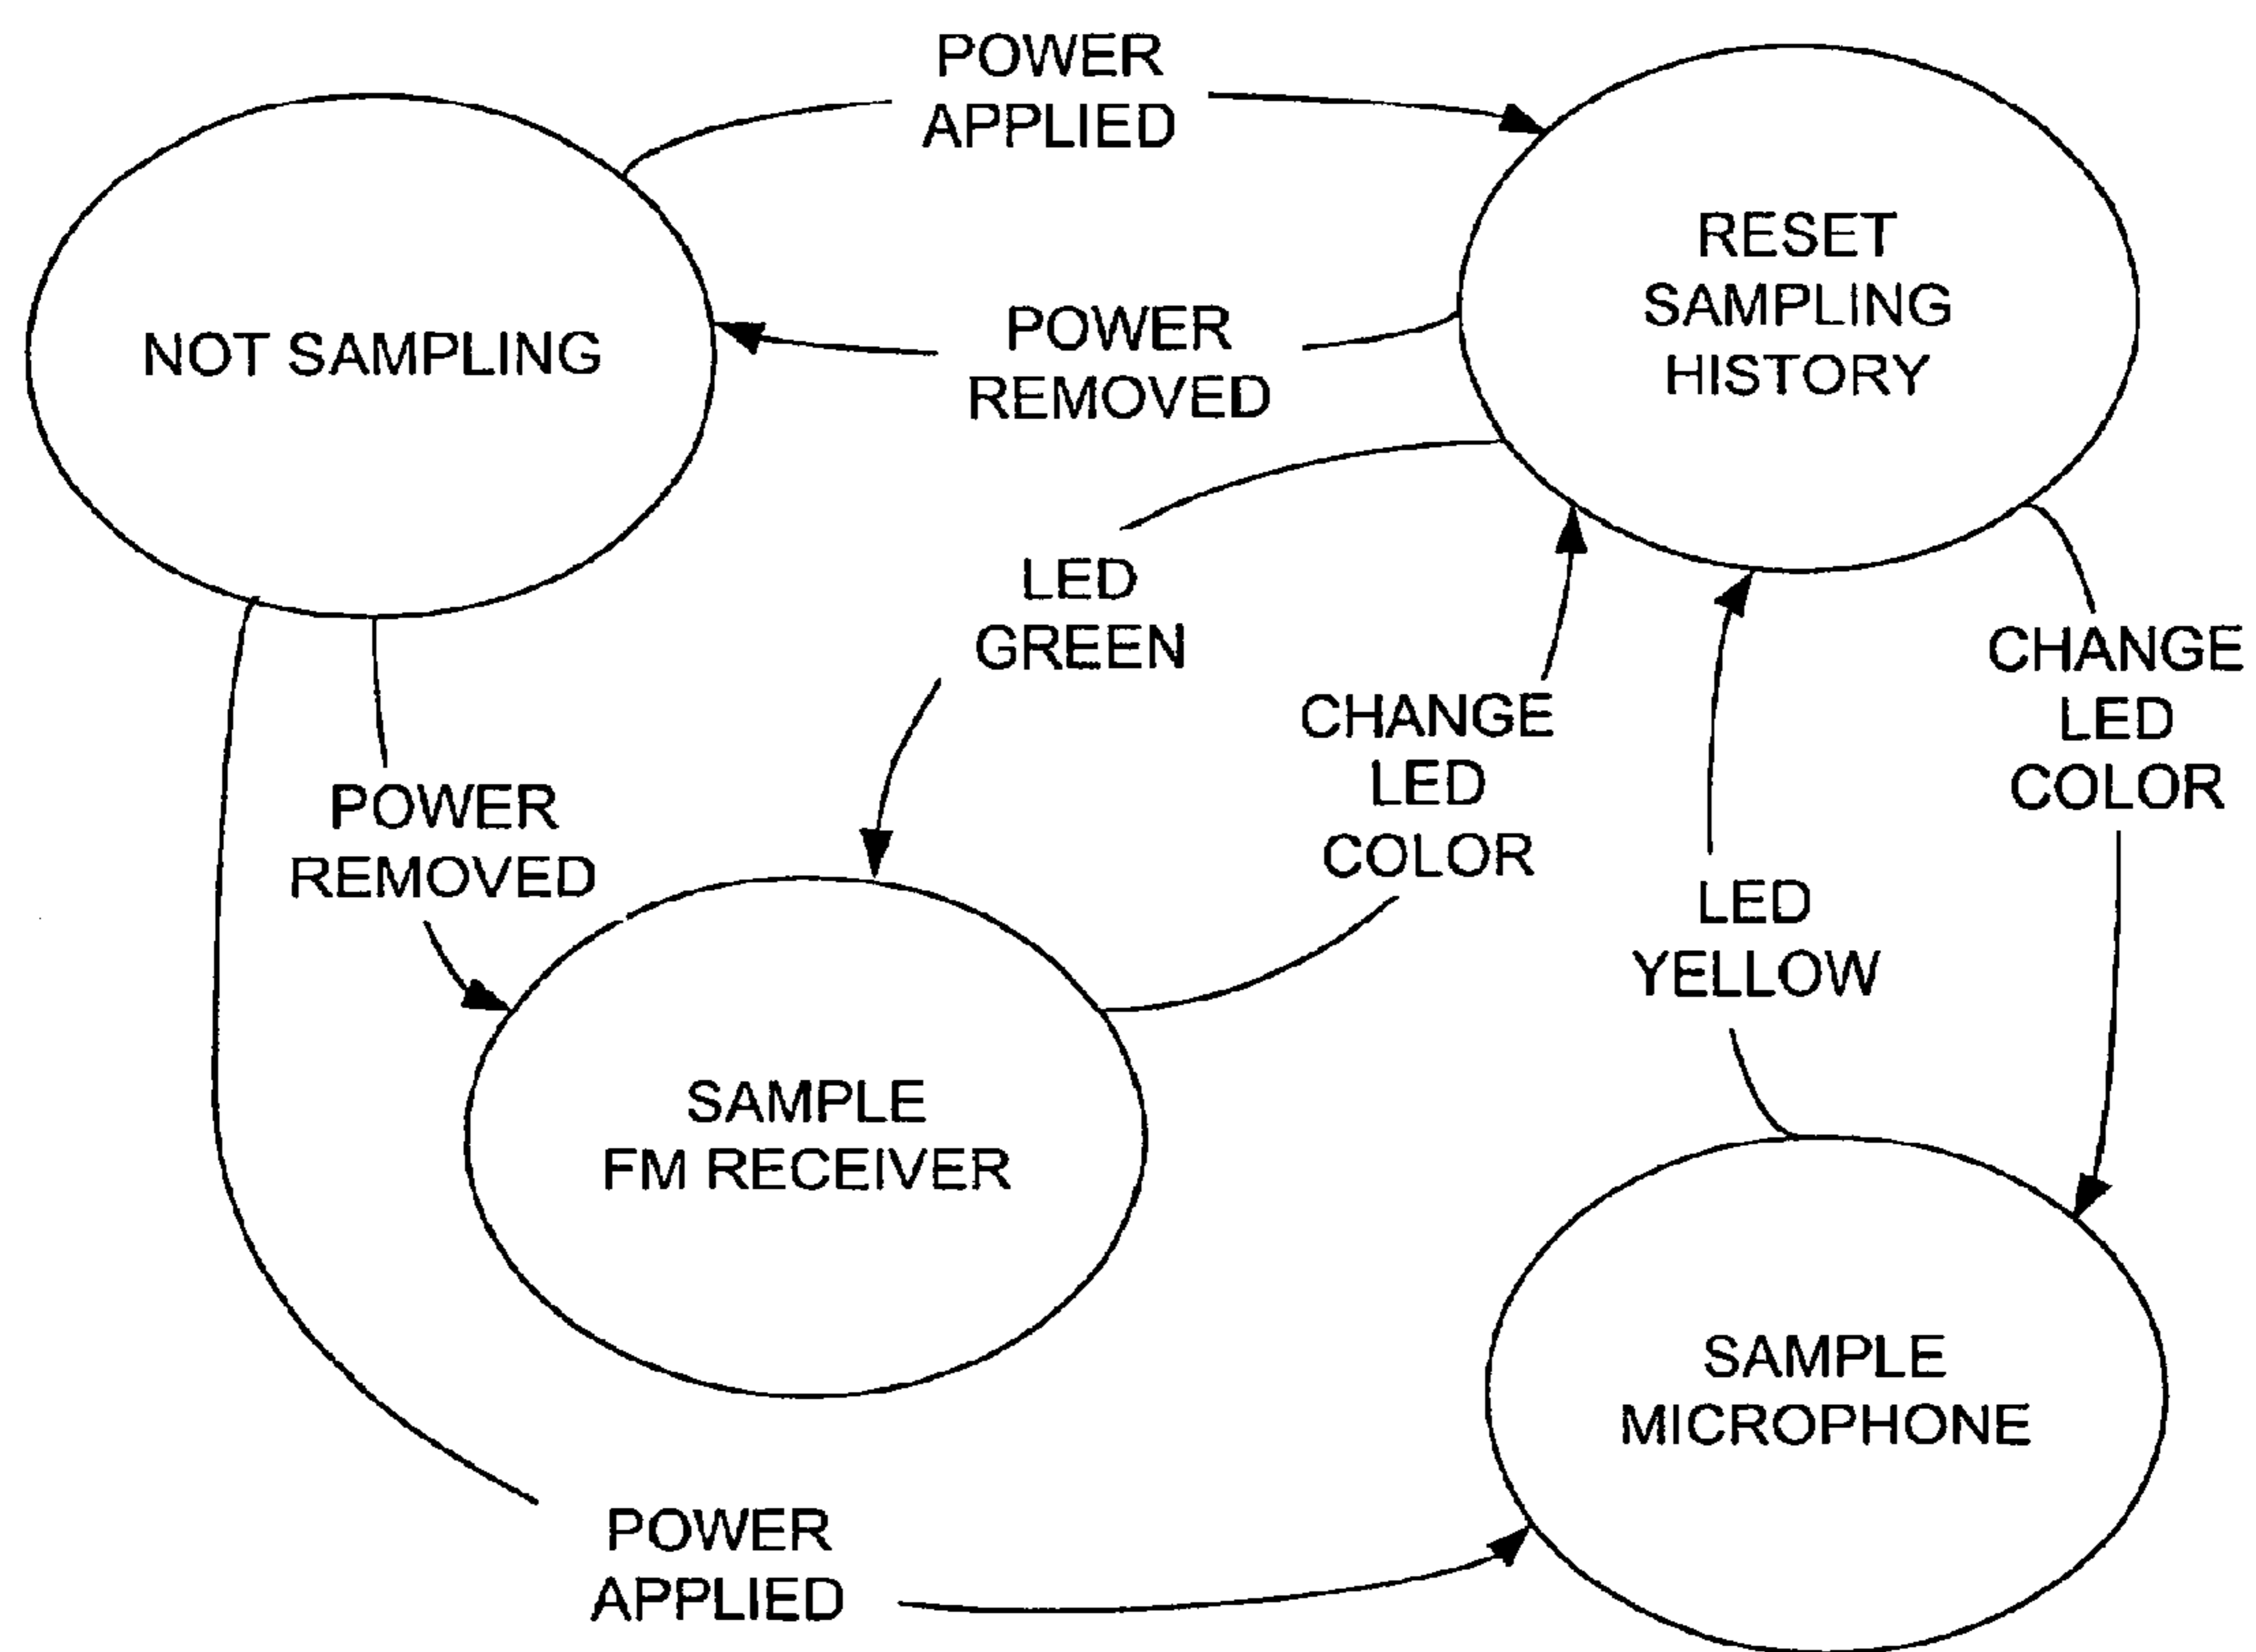 POWER
APPLIED
RESET
SAMPLING
HISTORY
NOT SAMPLING
POWER
REMOVED
LED
GREEN
CHANGE
LED
COLOR
CHANGE
LED
COLOR
POWER
REMOVED
LED
YELLOW
SAMPLE
FM RECEIVER
SAMPLE
MICROPHONE
POWER
APPLIED